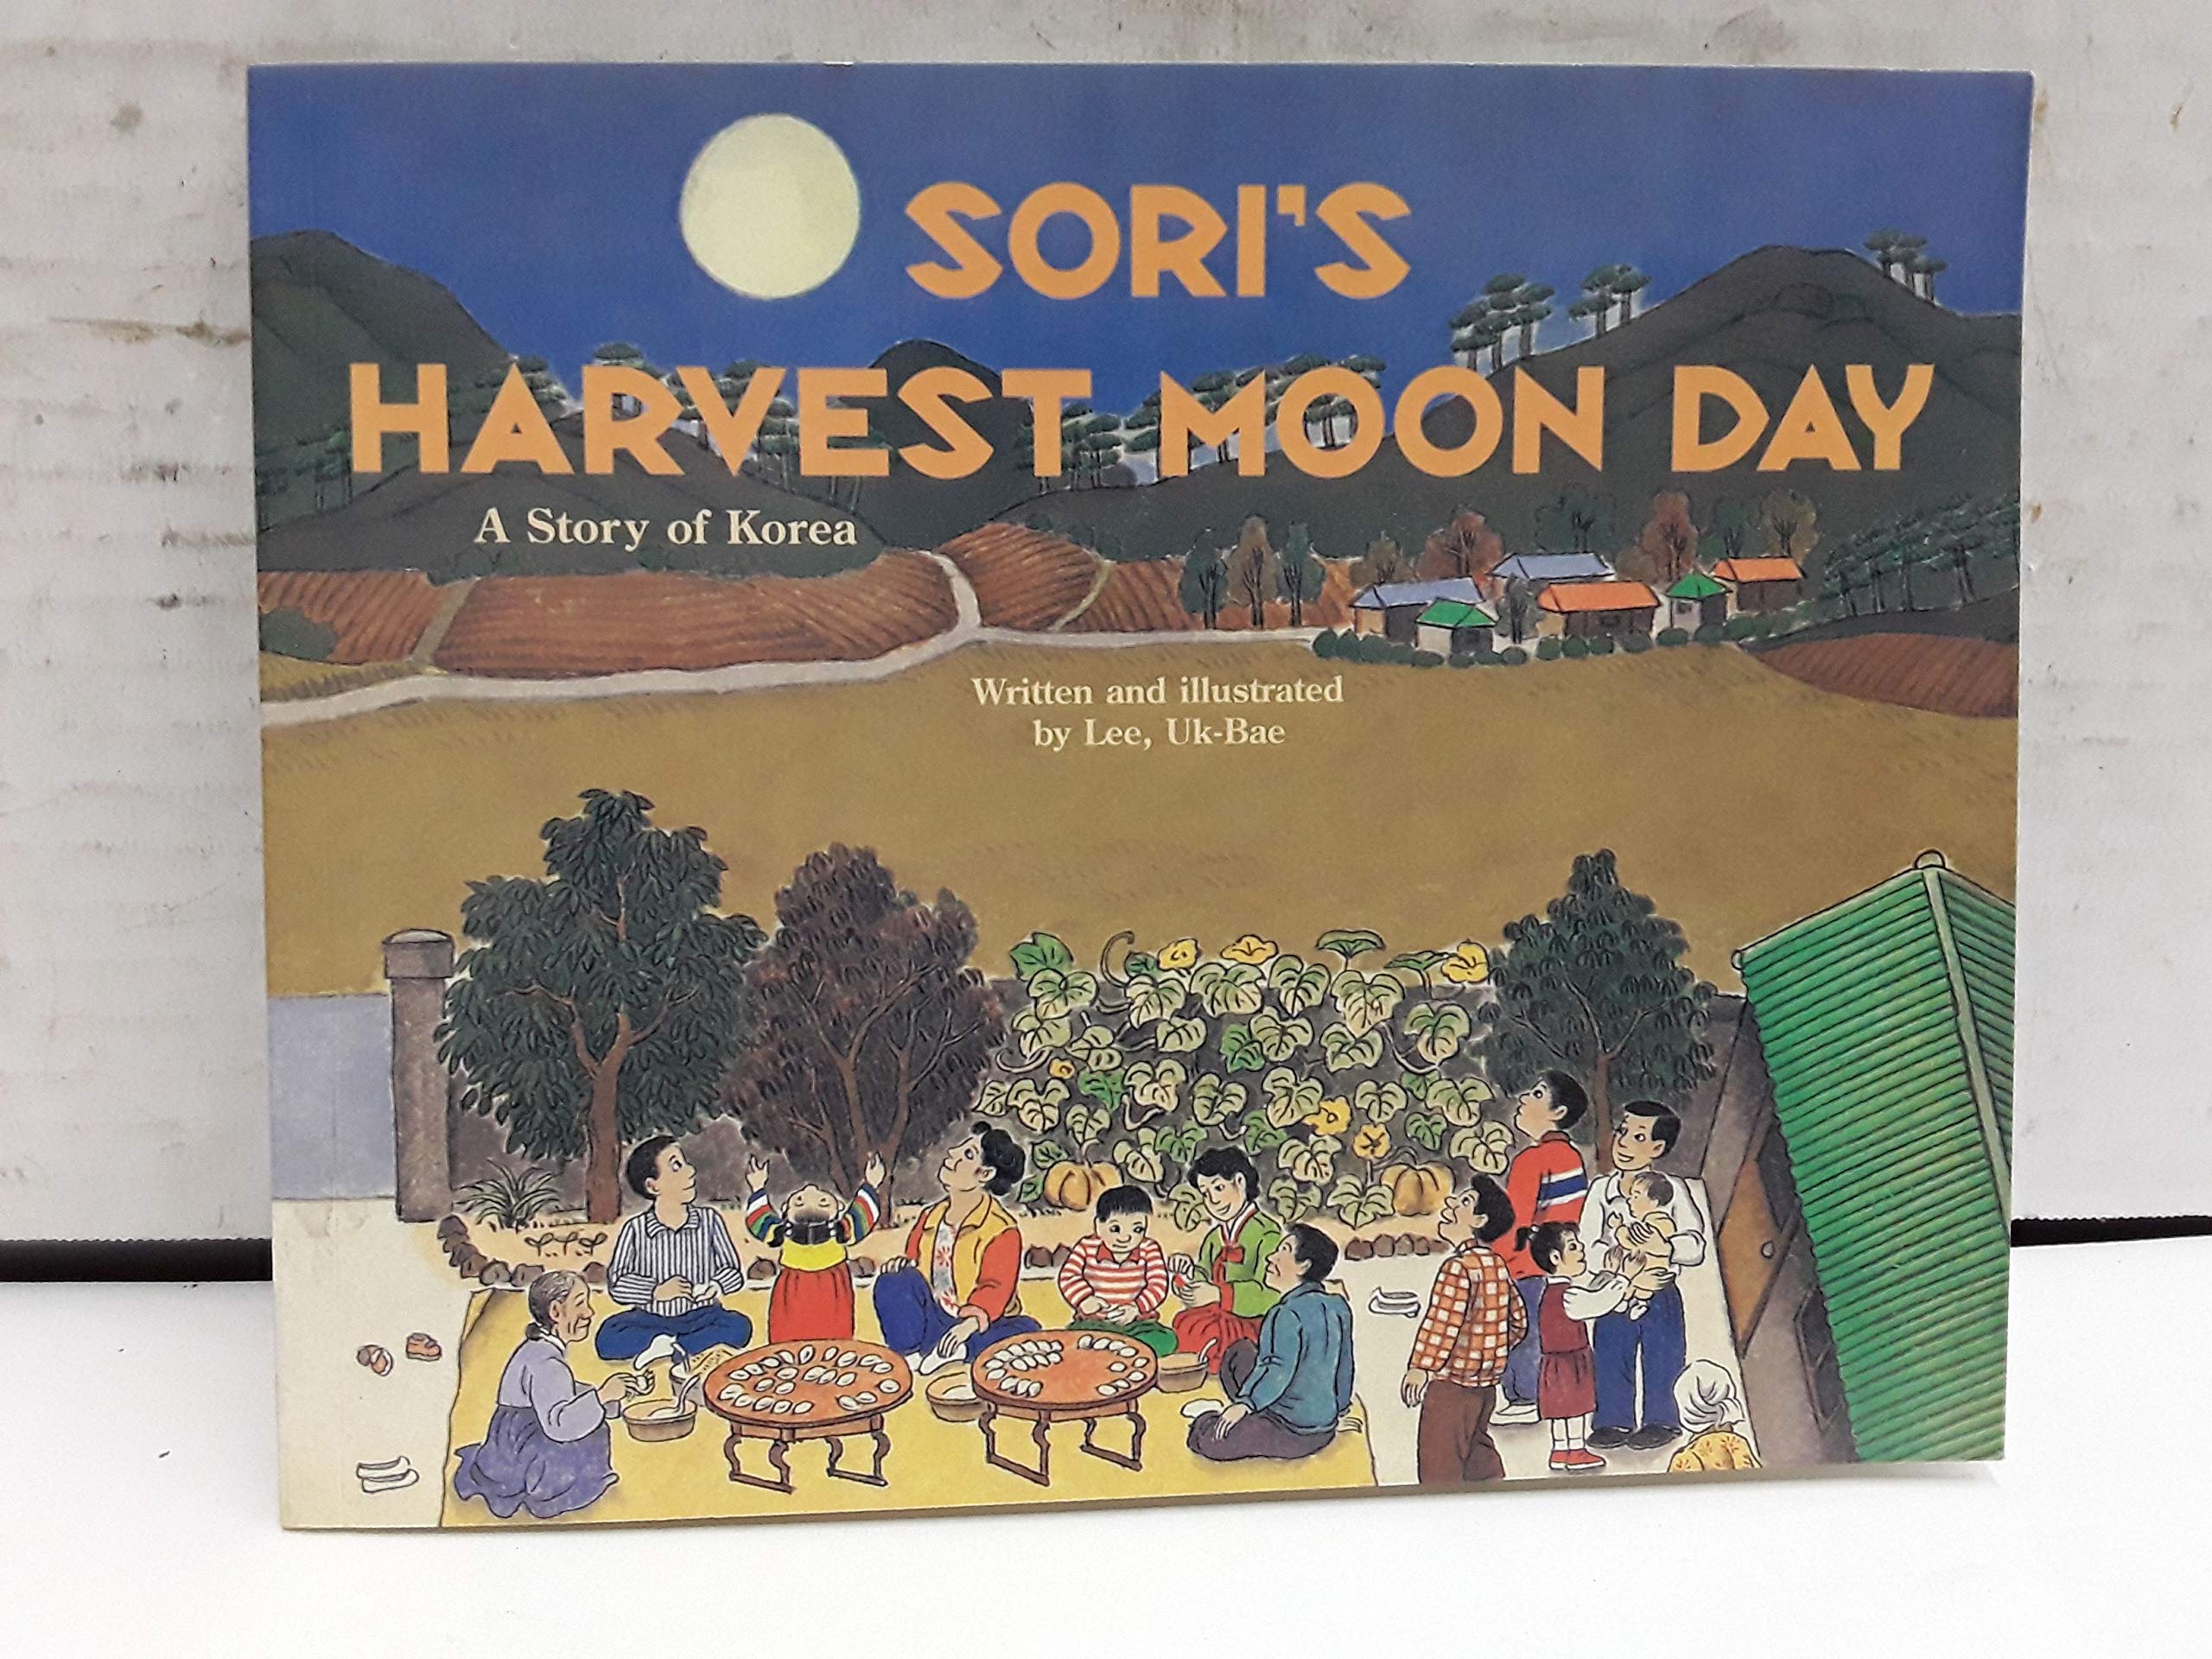 SORI'S
HARVEST MOON DAY
A Story of Korea
Written and illustrated
by Lee, Uk-Bae